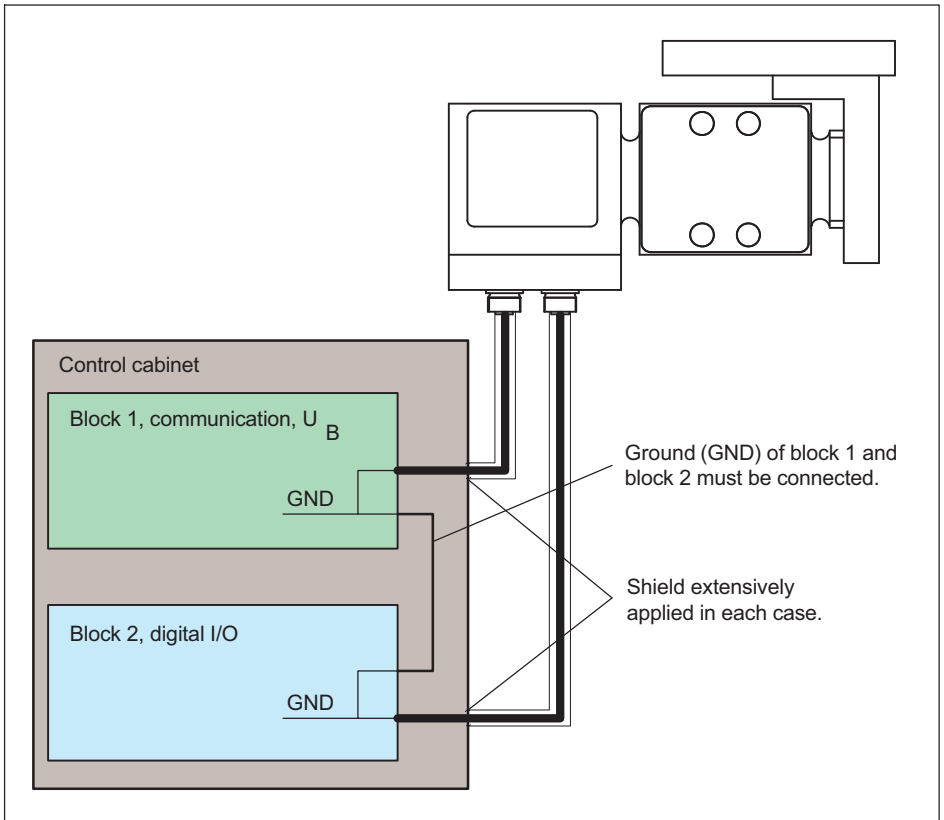 Control cabinet
Block 1, communication, U B
GND
Ground (GND) of block 1 and
block 2 must be connected.
Shield extensively
applied in each case.
Block 2, digital I/O
GND